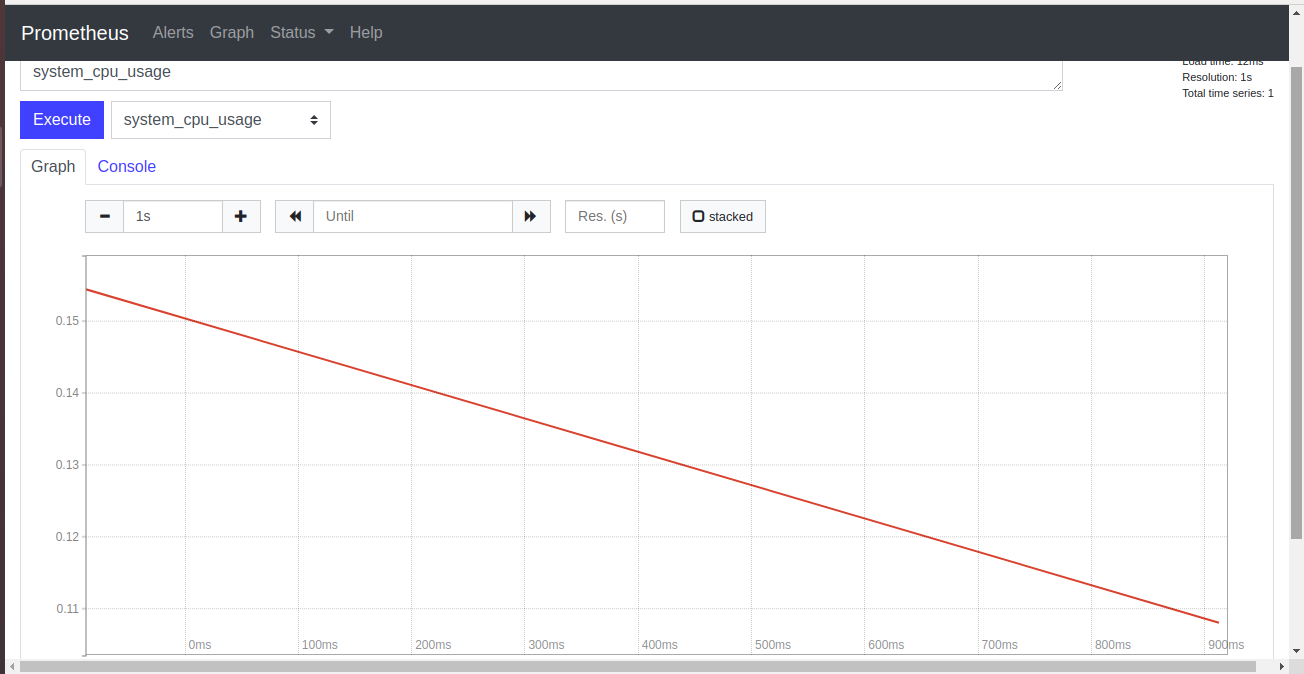 Prometheus Alerts Graph Status Help
system_cpu_usage
Load time: 12ms
Resolution: 1s
Total time series: 1
Execute system_cpu_usage
Graph Console
1s Until Res. (s) stacked
0.15
0.14
0.13
0.12
0.11
0ms 100ms 200ms 300ms 400ms 500ms 600ms 700ms 800ms 900ms